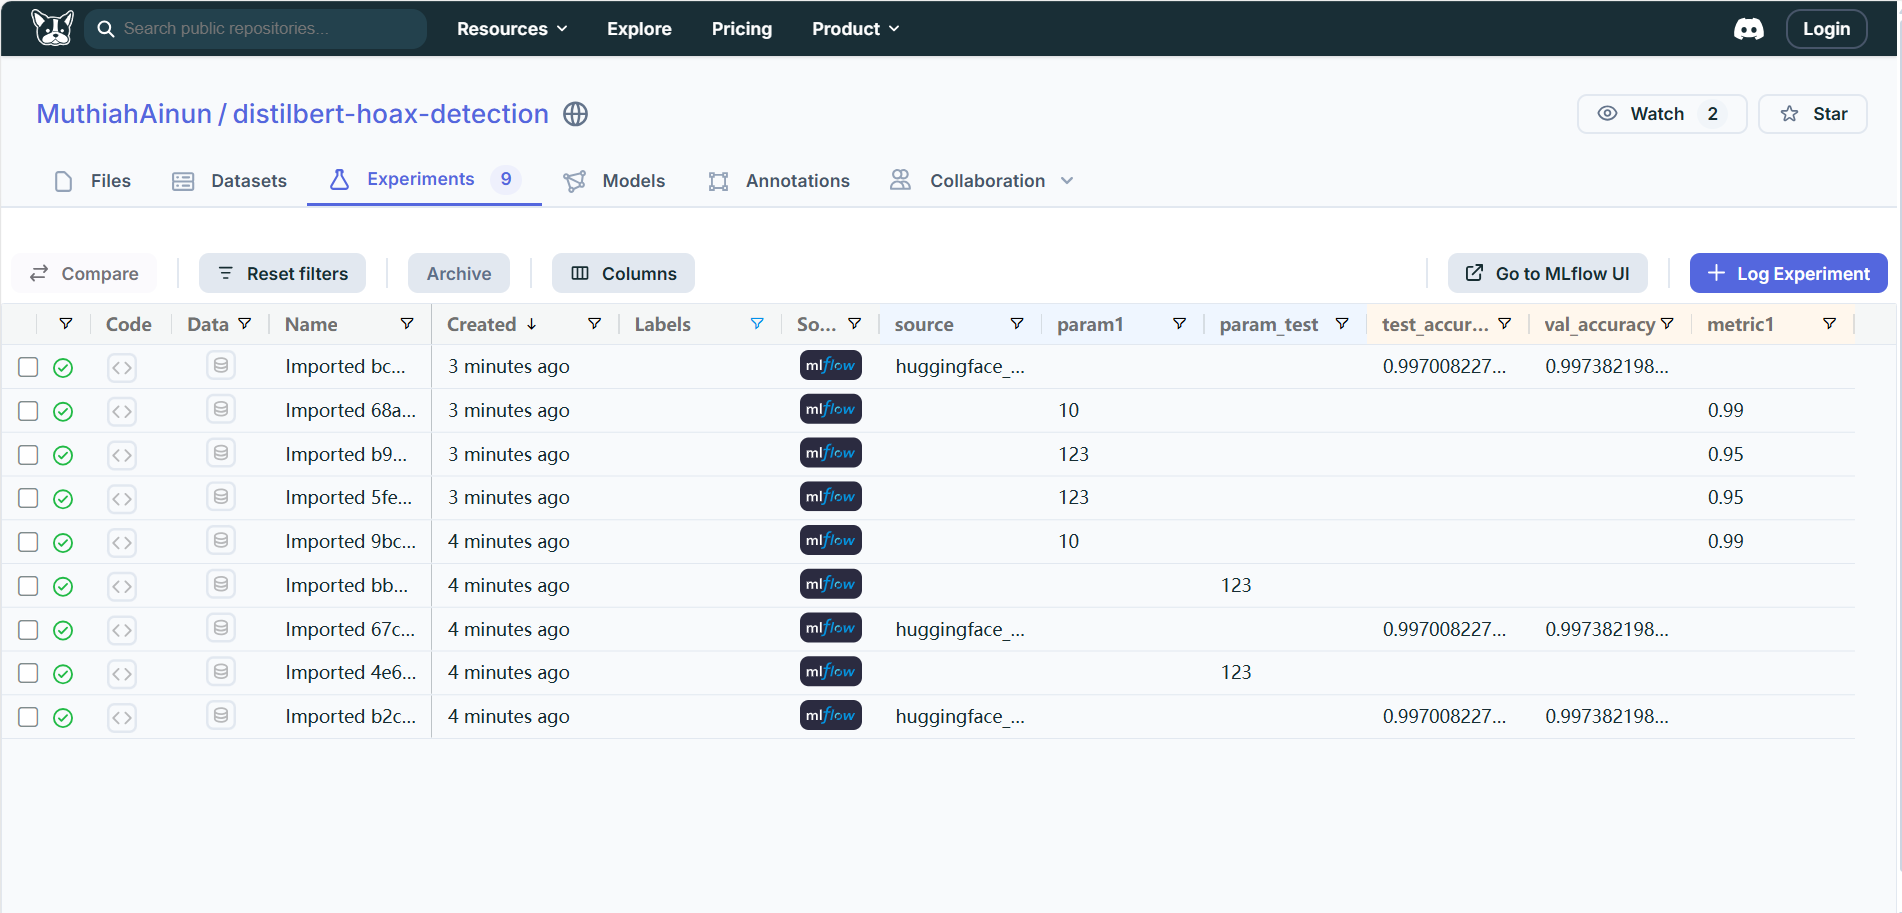 Search public repositories... Resources Explore Pricing Product Login
MuthiahAinun / distilbert-hoax-detection Watch 2 Star
Files Datasets Experiments 9 Models Annotations Collaboration
Compare Reset filters Archive Columns Go to MLflow UI Log Experiment
Code Data Name Created Labels So... source param1 param_test test_accur... val_accuracy metric1
Imported bc... 3 minutes ago mlflow huggingface_... 0.997008227... 0.997382198...
Imported 68a... 3 minutes ago mlflow 10 0.99
Imported b9... 3 minutes ago mlflow 123 0.95
Imported 5fe... 3 minutes ago mlflow 123 0.95
Imported 9bc... 4 minutes ago mlflow 10 0.99
Imported bb... 4 minutes ago mlflow 123
Imported 67c... 4 minutes ago mlflow huggingface_... 0.997008227... 0.997382198...
Imported 4e6... 4 minutes ago mlflow 123
Imported b2c... 4 minutes ago mlflow huggingface_... 0.997008227... 0.997382198...